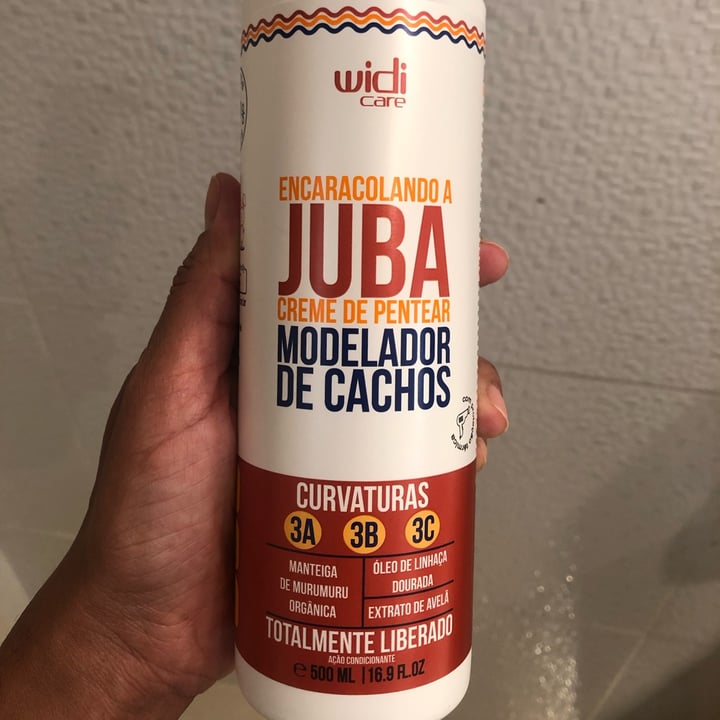 widi
care
ENCARACOLANDO A
JUBA
CREME DE PENTEAR
MODELADOR
DE CACHOS
CURVATURAS
3A 3B 3C
MANTEIGA
DE MURUMURU
ORGÂNICA
ÓLEO DE LINHAÇA
DOURADA
EXTRATO DE AVELÃ
TOTALMENTE LIBERADO
AÇÃO CONDICIONANTE
℮ 500 ML | 16.9 FL.OZ